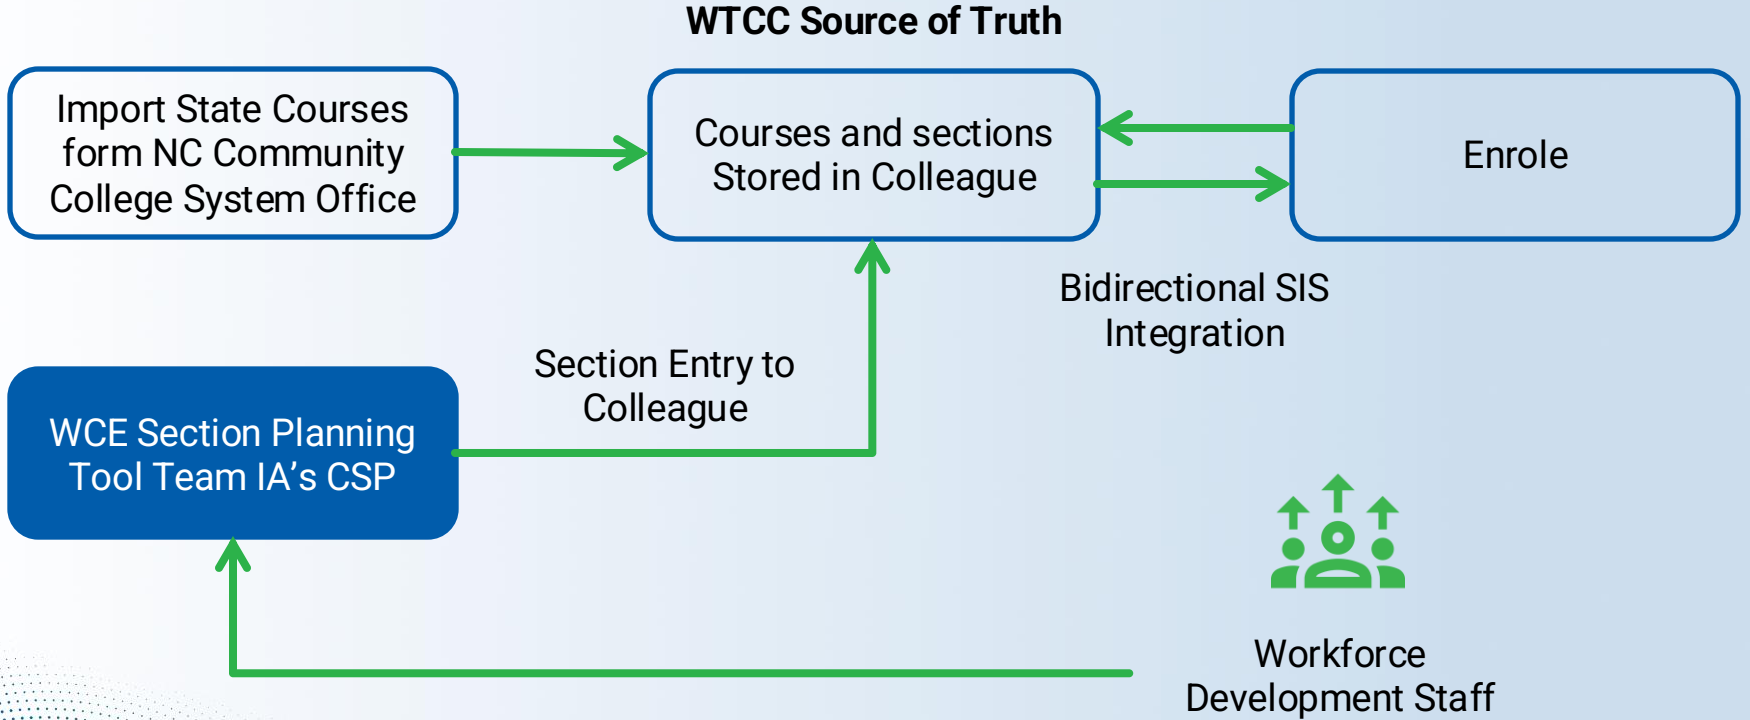 WTCC Source of Truth
Import State Courses
form NC Community
College System Office
Courses and sections
Stored in Colleague
Enrole
Bidirectional SIS
Integration
Section Entry to
Colleague
WCE Section Planning
Tool Team IA’s CSP
Workforce
Development Staff